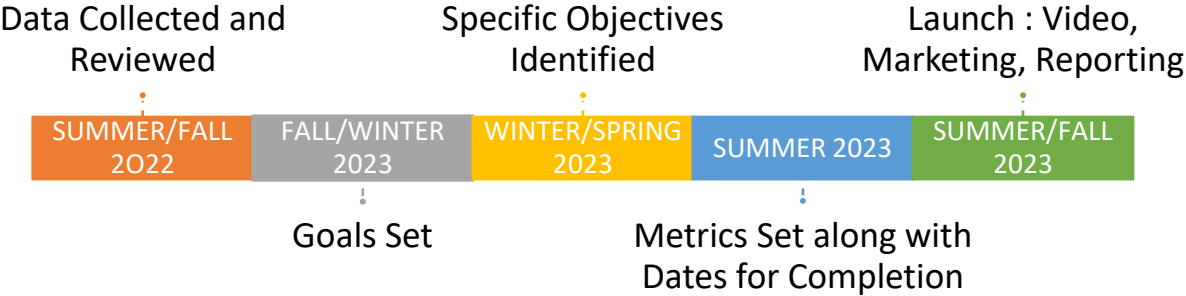 Data Collected and
Reviewed
Specific Objectives
Identified
Launch : Video,
Marketing, Reporting
SUMMER/FALL
2O22
FALL/WINTER
2023
WINTER/SPRING
2023
SUMMER 2023
SUMMER/FALL
2023
Goals Set
Metrics Set along with
Dates for Completion